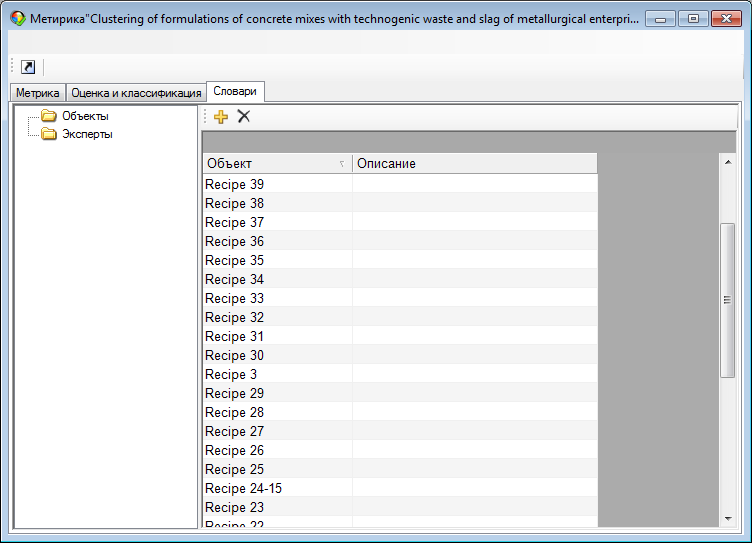 Метирика"Clustering of formulations of concrete mixes with technogenic waste and slag of metallurgical enterpri...
Метрика Оценка и классификация Словари
Объекты
Эксперты
Объект Описание
Recipe 39
Recipe 38
Recipe 37
Recipe 36
Recipe 35
Recipe 34
Recipe 33
Recipe 32
Recipe 31
Recipe 30
Recipe 3
Recipe 29
Recipe 28
Recipe 27
Recipe 26
Recipe 25
Recipe 24-15
Recipe 23
Recipe 22